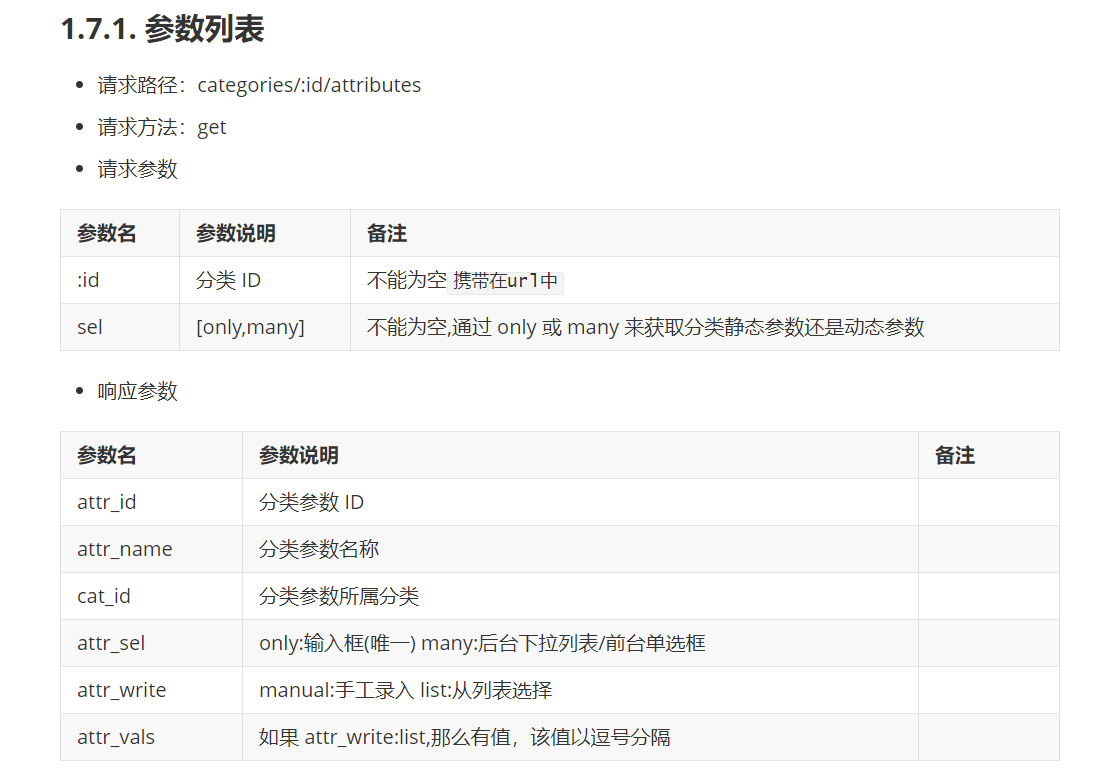 1.7.1. 参数列表
请求路径：categories/:id/attributes
请求方法：get
请求参数
参数名 参数说明 备注
:id 分类 ID 不能为空携带在url中
sel [only,many] 不能为空,通过 only 或 many 来获取分类静态参数还是动态参数
响应参数
参数名 参数说明 备注
attr_id 分类参数 ID
attr_name 分类参数名称
cat_id 分类参数所属分类
attr_sel only:输入框(唯一) many:后台下拉列表/前台单选框
attr_write manual:手工录入 list:从列表选择
attr_vals 如果 attr_write:list,那么有值，该值以逗号分隔